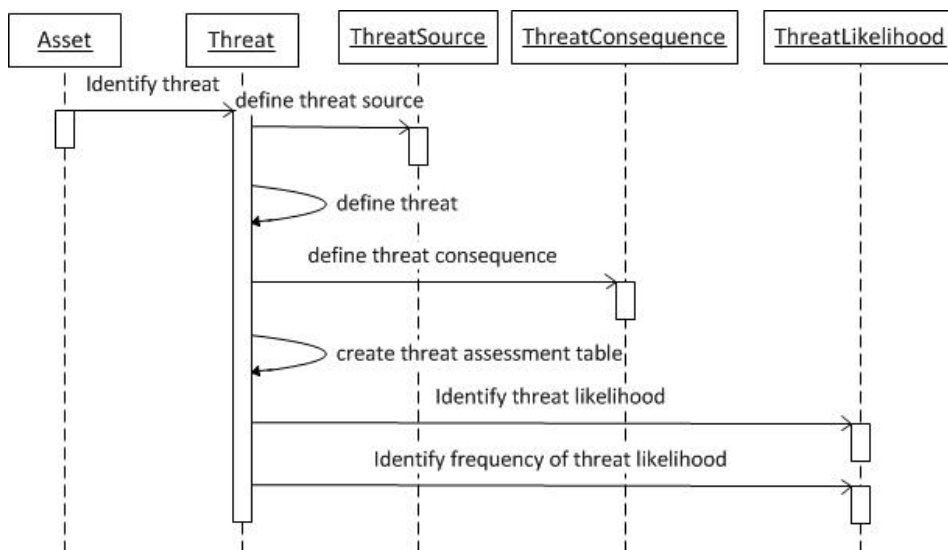 Asset
Threat
ThreatSource
ThreatConsequence
ThreatLikelihood
Identify threat
define threat source
define threat
define threat consequence
create threat assessment table
Identify threat likelihood
Identify frequency of threat likelihood